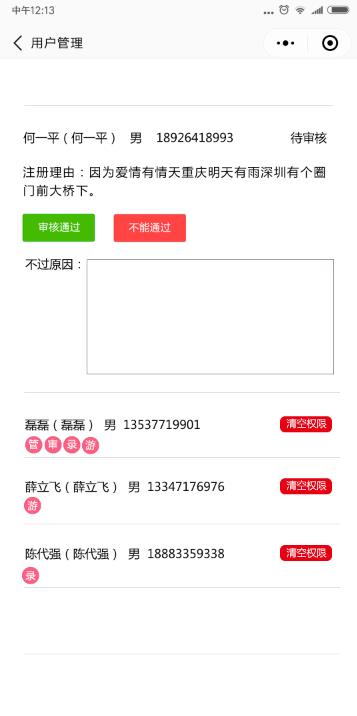 中午12:13
用户管理
何一平（何一平） 男 18926418993 待审核
注册理由：因为爱情有情天重庆明天有雨深圳有个圈
门前大桥下。
审核通过 不能通过
不过原因：
磊磊（磊磊） 男 13537719901 清空权限
管 审 录 游
薛立飞（薛立飞） 男 13347176976 清空权限
游
陈代强（陈代强） 男 18883359338 清空权限
录